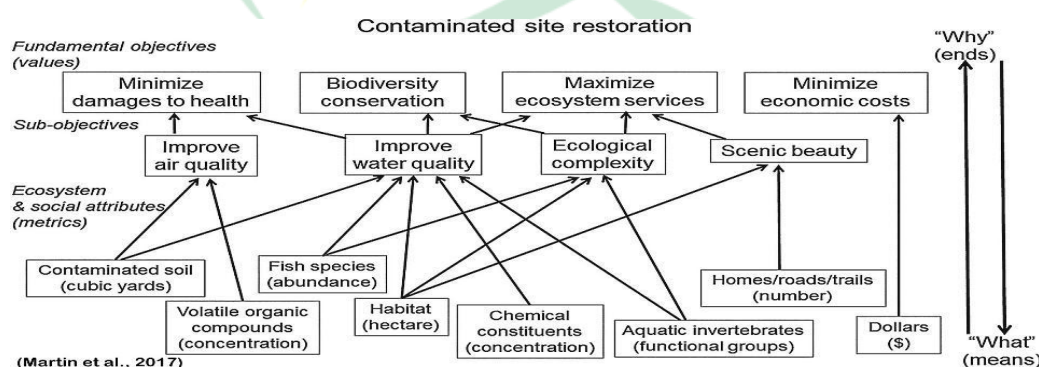 Contaminated site restoration
Fundamental objectives
(values)
"Why"
(ends)
Minimize
damages to health
Biodiversity
conservation
Maximize
ecosystem services
Minimize
economic costs
Sub-objectives
Improve
air quality
Improve
water quality
Ecological
complexity
Scenic beauty
Ecosystem
& social attributes
(metrics)
Contaminated soil
(cubic yards)
Fish species
(abundance)
Homes/roads/trails
(number)
Volatile organic
compounds
(concentration)
Habitat
(hectare)
Chemical
constituents
(concentration)
Aquatic invertebrates
(functional groups)
Dollars
($)
"What"
(means)
(Martin et al., 2017)